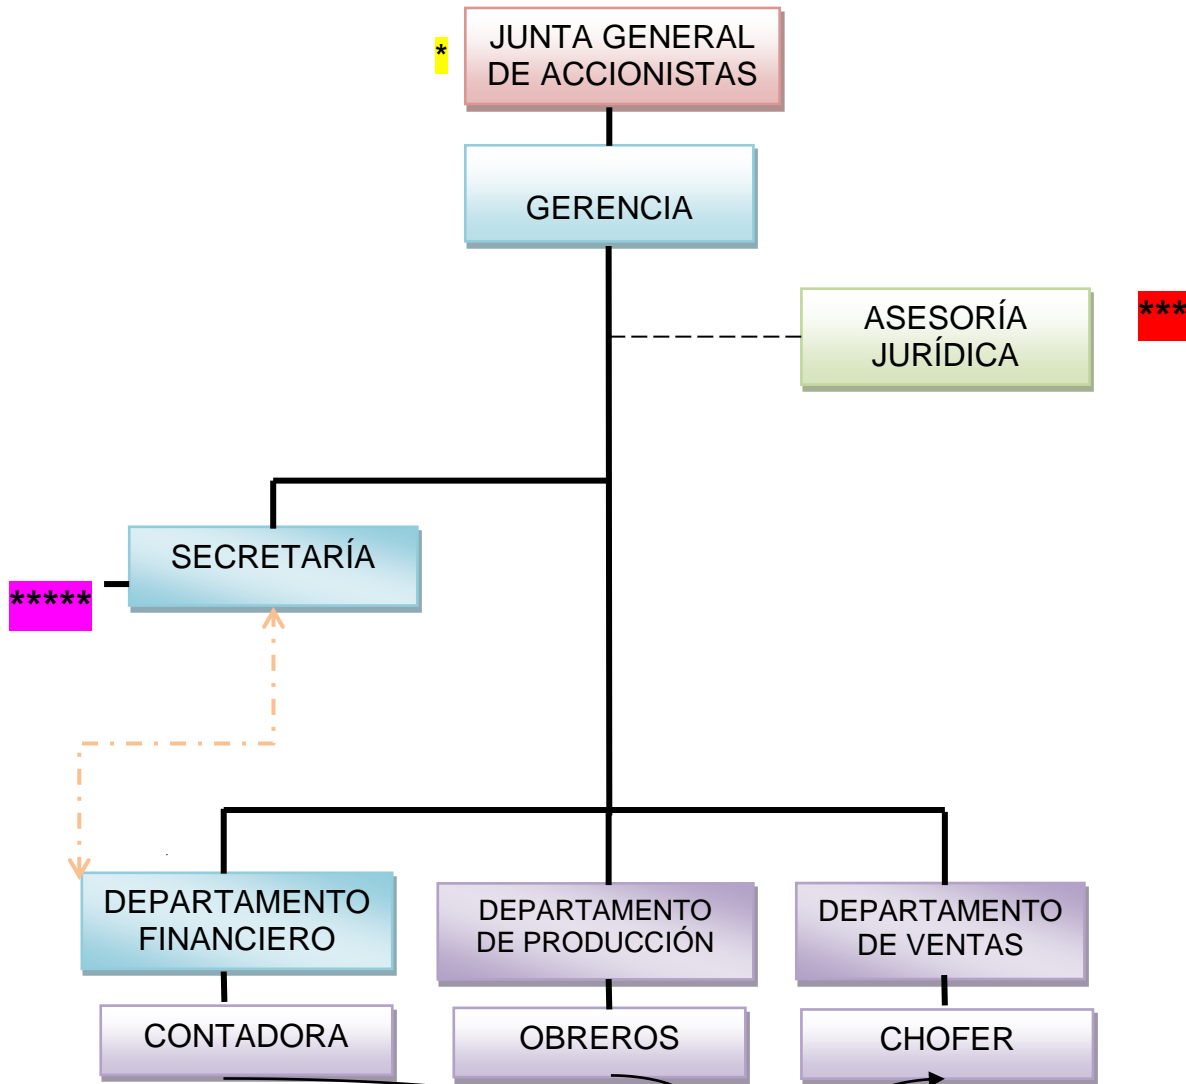 *
JUNTA GENERAL
DE ACCIONISTAS
GERENCIA
ASESORÍA
JURÍDICA
***
SECRETARÍA
*****
DEPARTAMENTO
FINANCIERO
DEPARTAMENTO
DE PRODUCCIÓN
DEPARTAMENTO
DE VENTAS
CONTADORA
OBREROS
CHOFER